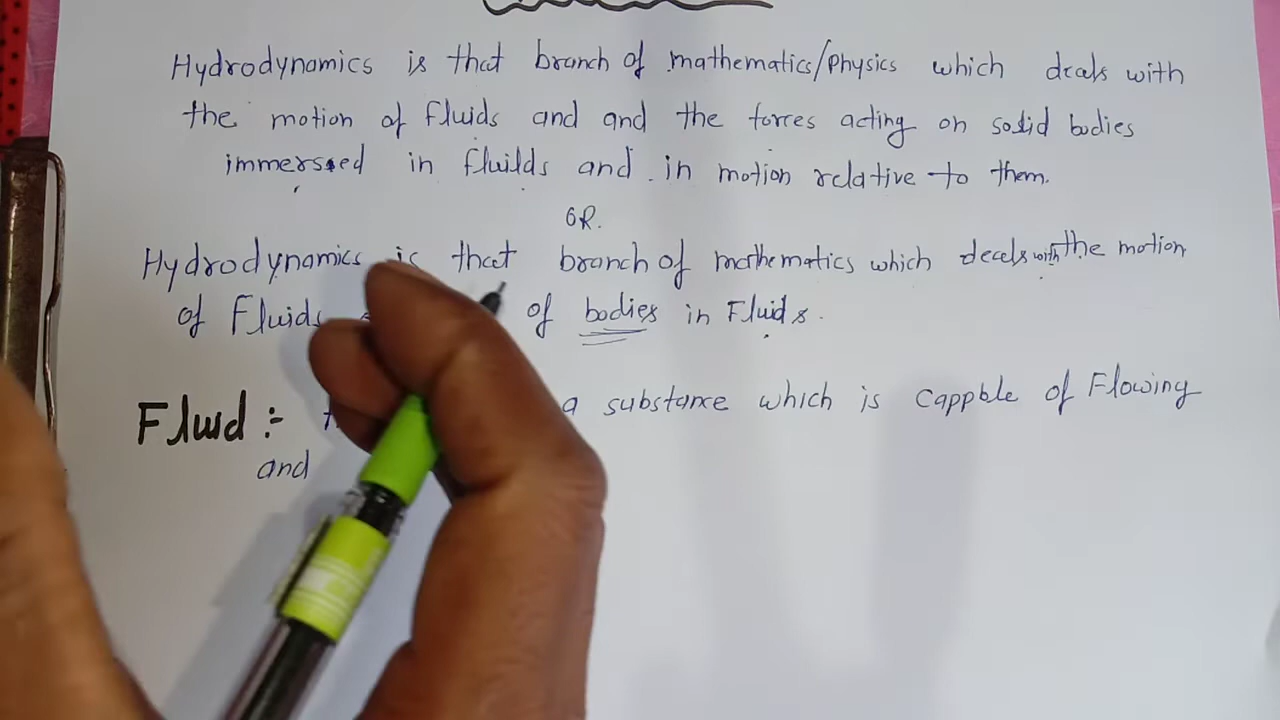 Hydrodynamics is that branch of mathematics/Physics which deals with
the motion of Fluids and and the forces acting on solid bodies
immersed in fluilds and in motion relative to them.
OR.
Hydrodynamics is that branch of mathematics which deals with the motion
of Fluids of bodies in Fluids.
Fluid :- a substance which is cappble of Flowing
and